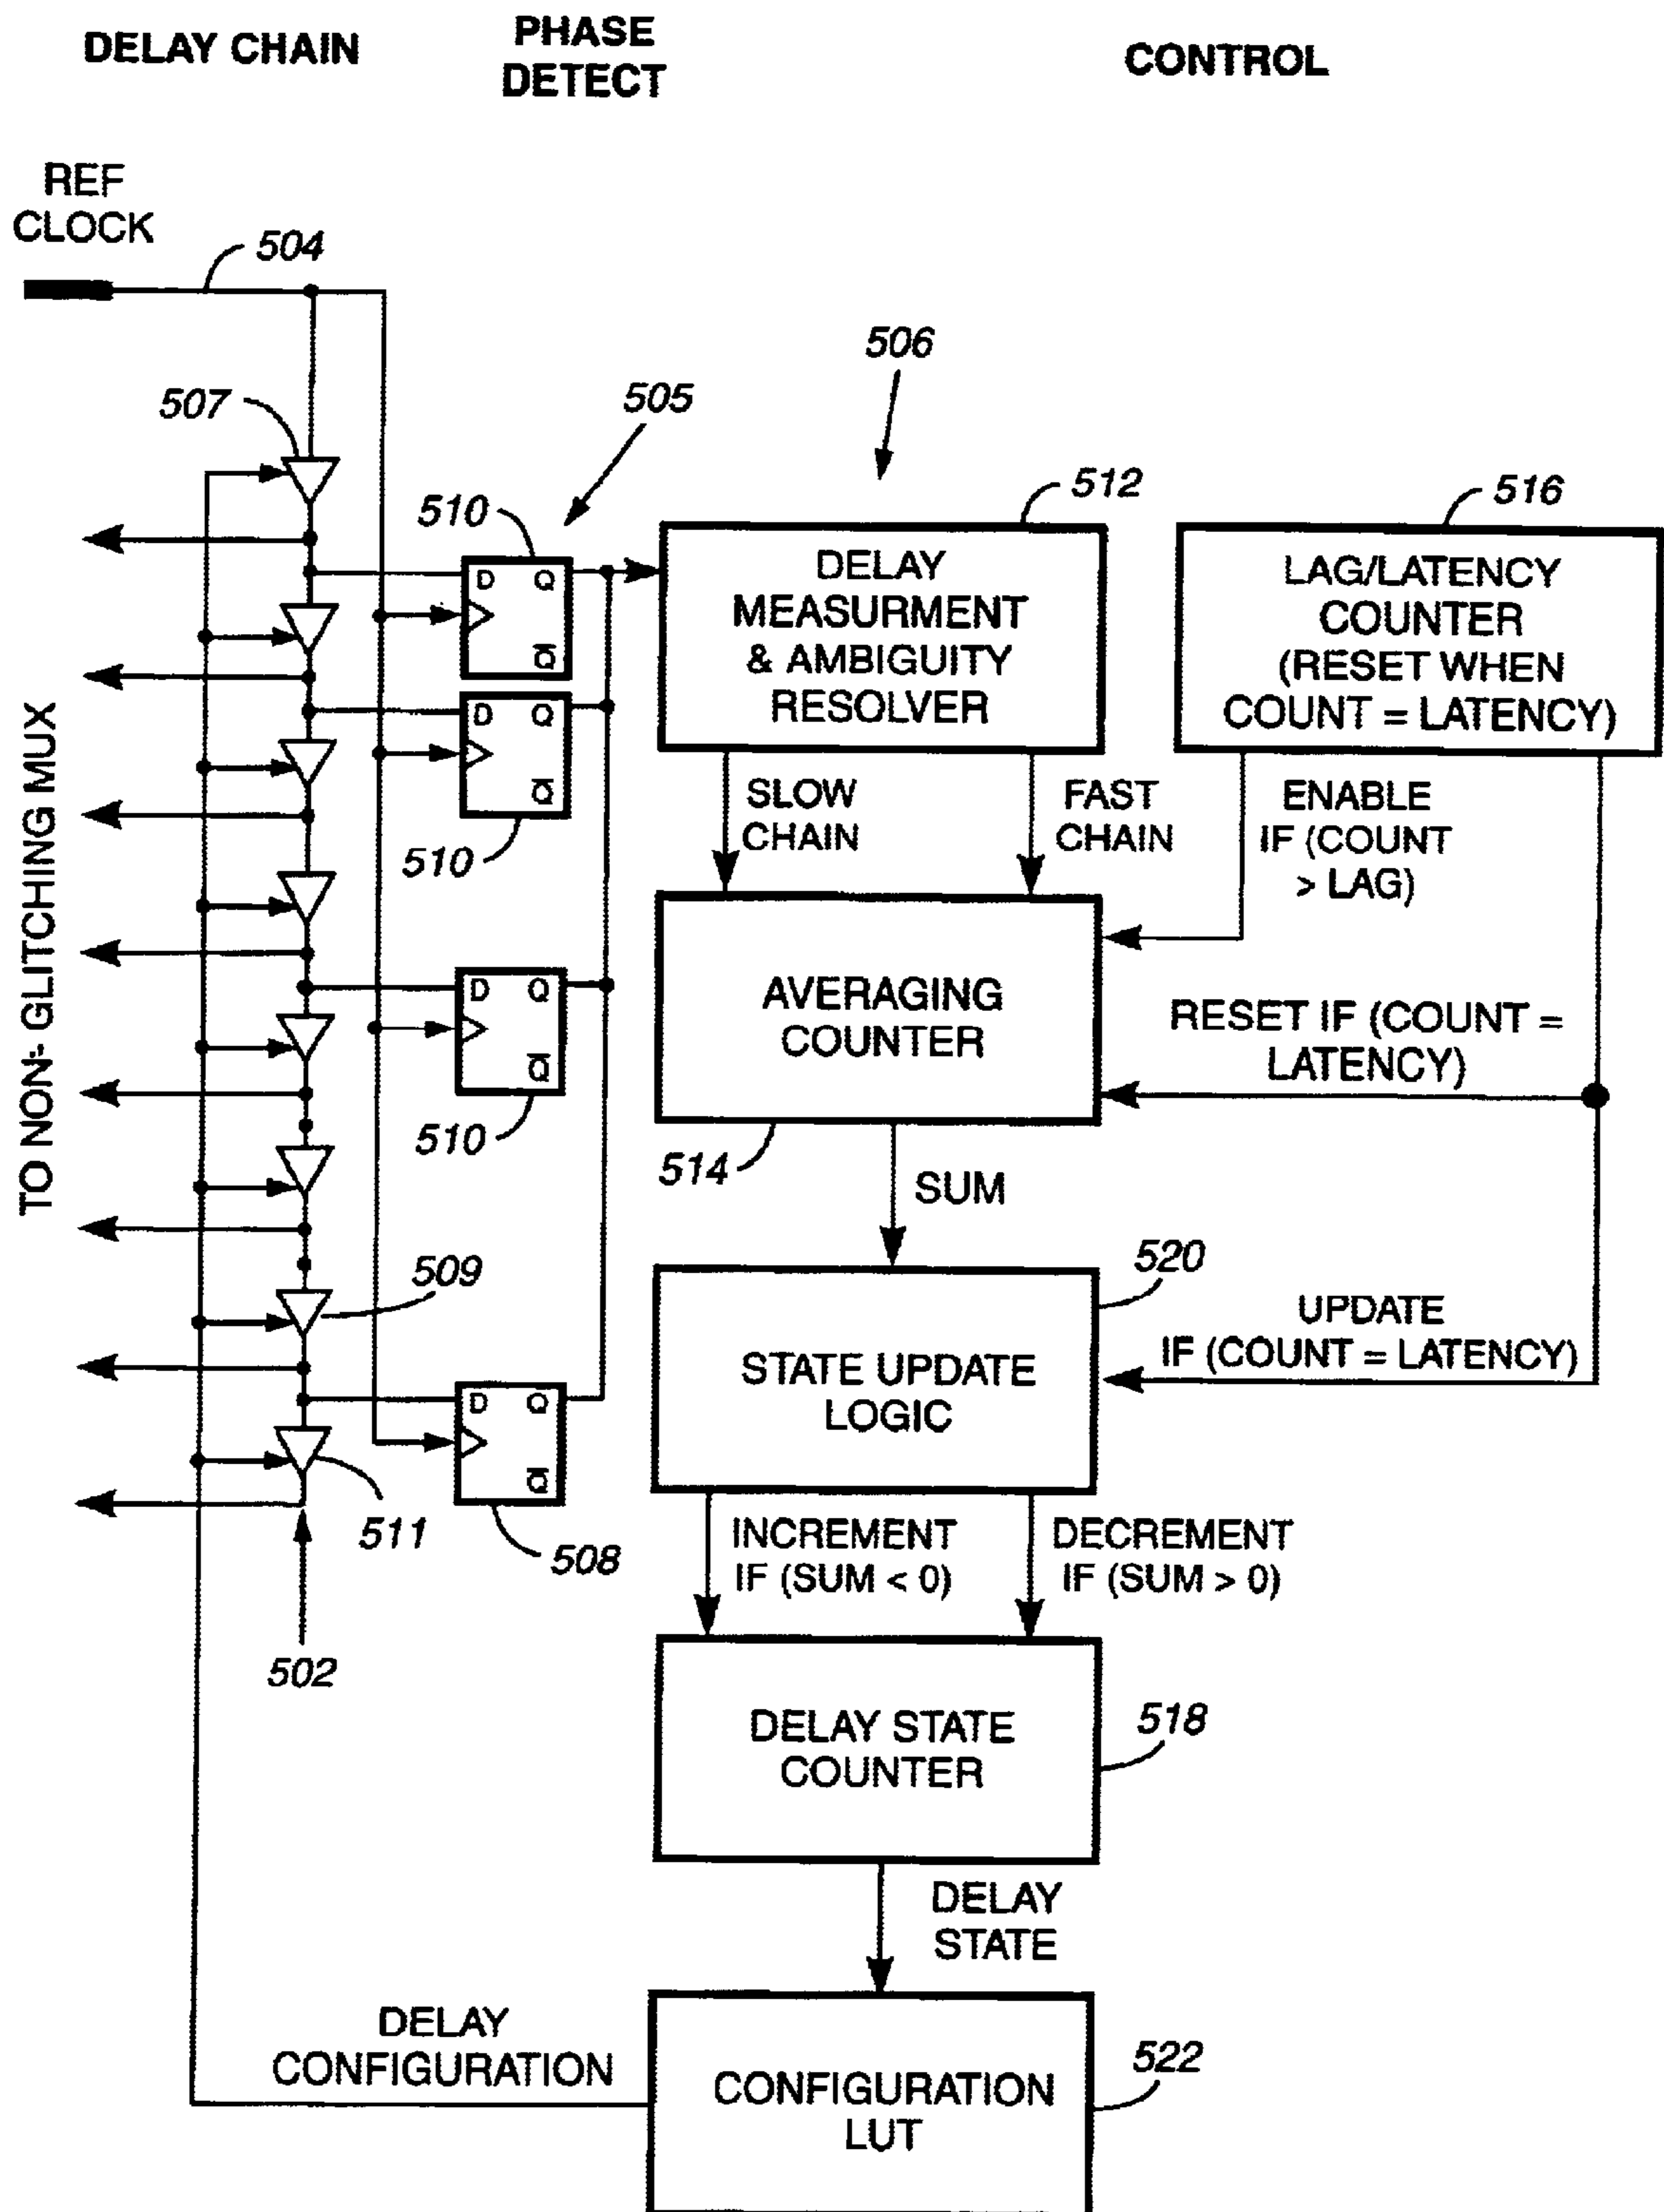 DELAY CHAIN
PHASE
DETECT
CONTROL
REF
CLOCK
504
506
507
505
510
512
516
D Q
Q̅
DELAY
MEASURMENT
& AMBIGUITY
RESOLVER
LAG/LATENCY
COUNTER
(RESET WHEN
COUNT = LATENCY)
D Q
Q̅
510
SLOW
CHAIN
FAST
CHAIN
ENABLE
IF (COUNT
> LAG)
TO NON- GLITCHING MUX
D Q
Q̅
510
AVERAGING
COUNTER
RESET IF (COUNT =
LATENCY)
514
SUM
509
520
UPDATE
IF (COUNT = LATENCY)
STATE UPDATE
LOGIC
D Q
Q̅
508
511
502
INCREMENT
IF (SUM < 0)
DECREMENT
IF (SUM > 0)
DELAY STATE
COUNTER
518
DELAY
STATE
DELAY
CONFIGURATION
CONFIGURATION
LUT
522